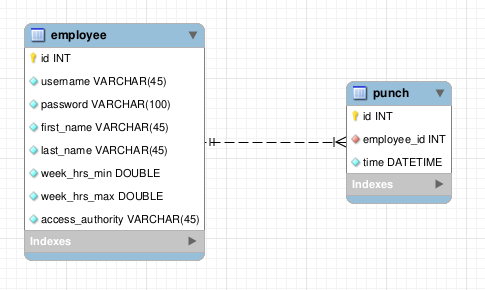 employee
id INT
username VARCHAR(45)
password VARCHAR(100)
first_name VARCHAR(45)
last_name VARCHAR(45)
week_hrs_min DOUBLE
week_hrs_max DOUBLE
access_authority VARCHAR(45)
Indexes
punch
id INT
employee_id INT
time DATETIME
Indexes